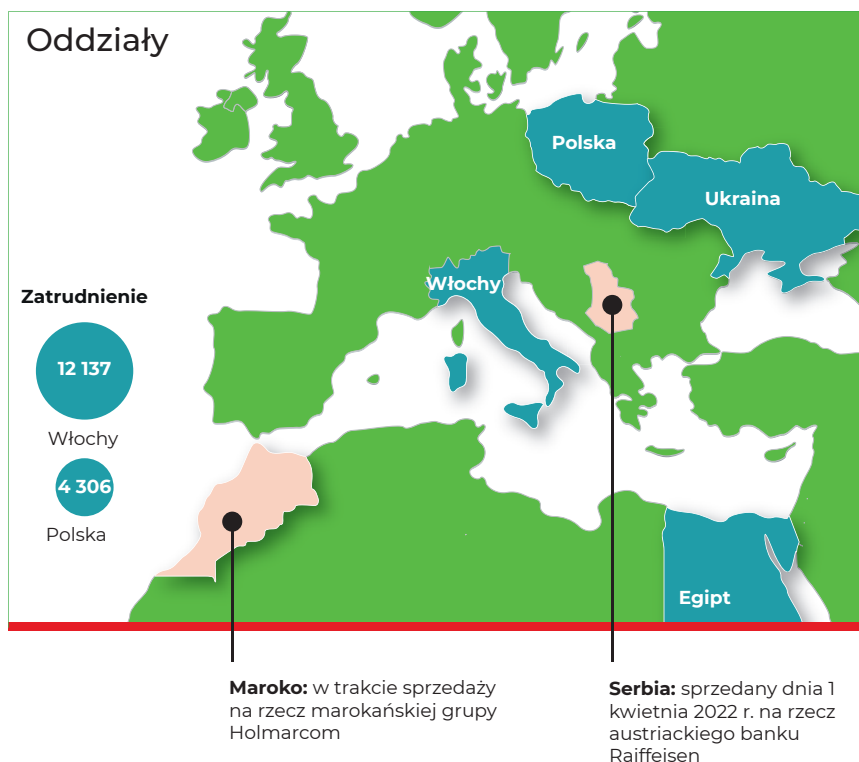 Oddziały
Polska
Ukraina
Włochy
Zatrudnienie
12 137
Włochy
4 306
Polska
Egipt
Maroko: w trakcie sprzedaży
na rzecz marokańskiej grupy
Holmarcom
Serbia: sprzedany dnia 1
kwietnia 2022 r. na rzecz
austriackiego banku
Raiffeisen